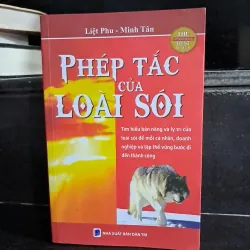 Liệt Phu - Minh Tân
PHÉP TẮC
CỦA
LOÀI SÓI
Tìm hiểu bản năng và lý trí của
loài sói để mỗi cá nhân, doanh
nghiệp và tập thể vững bước đi
đến thành công
NHÀ XUẤT BẢN DÂN TRÍ